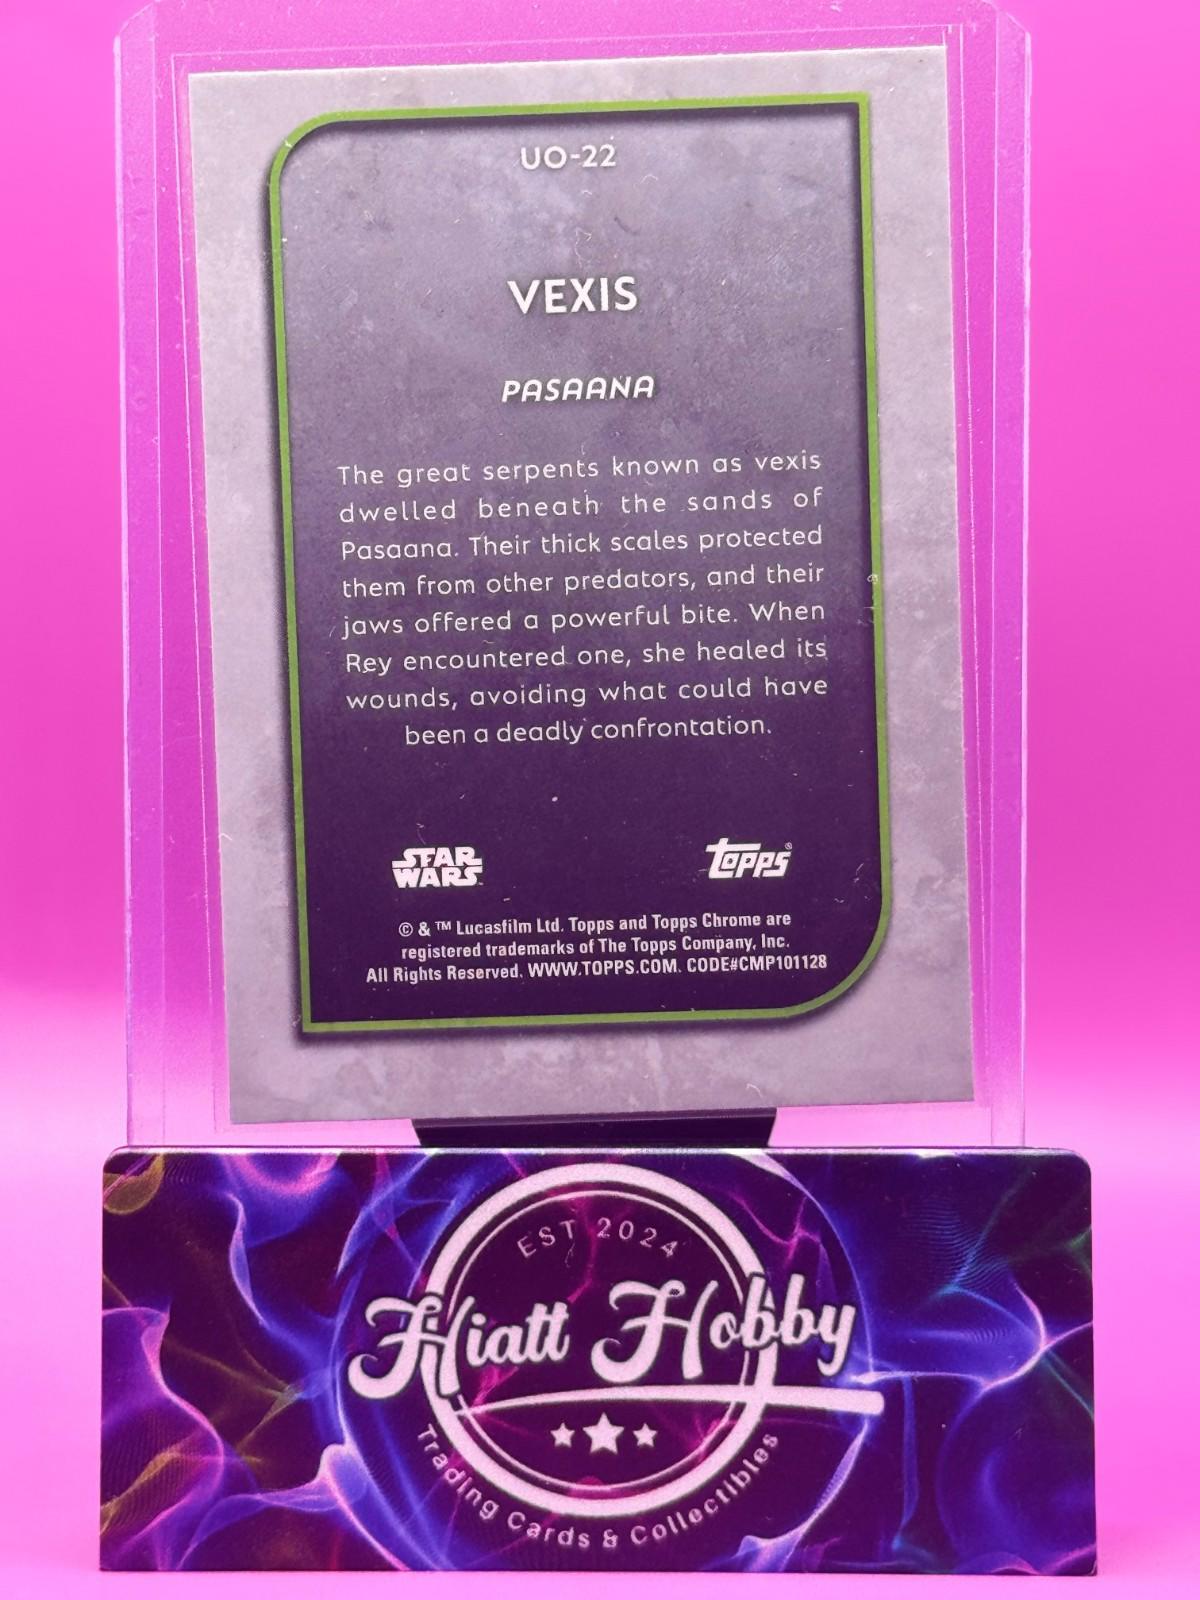 UO-22
VEXIS
PASAANA
The great serpents known as vexis
dwelled beneath the sands of
Pasaana. Their thick scales protected
them from other predators, and their
jaws offered a powerful bite. When
Rey encountered one, she healed its
wounds, avoiding what could have
been a deadly confrontation.
STAR WARS™
Topps®
© & ™ Lucasfilm Ltd. Topps and Topps Chrome are
registered trademarks of The Topps Company, Inc.
All Rights Reserved. WWW.TOPPS.COM. CODE#CMP101128
EST 2024
Hiatt Hobby
Trading Cards & Collectibles